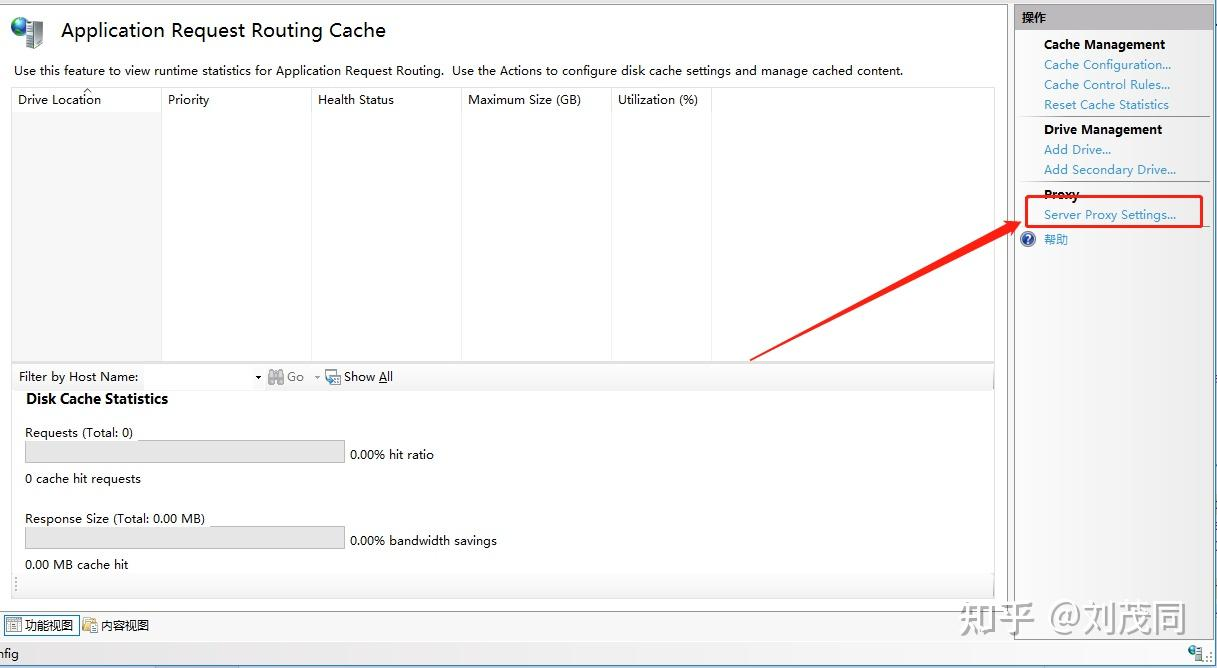 Application Request Routing Cache
Use this feature to view runtime statistics for Application Request Routing.  Use the Actions to configure disk cache settings and manage cached content.
Drive Location Priority Health Status Maximum Size (GB) Utilization (%)
Filter by Host Name: Go Show All
Disk Cache Statistics
Requests (Total: 0)
0.00% hit ratio
0 cache hit requests
Response Size (Total: 0.00 MB)
0.00% bandwidth savings
0.00 MB cache hit
功能视图 内容视图
nfig
操作
Cache Management
Cache Configuration...
Cache Control Rules...
Reset Cache Statistics
Drive Management
Add Drive...
Add Secondary Drive...
Proxy
Server Proxy Settings...
帮助
知乎 @刘茂同